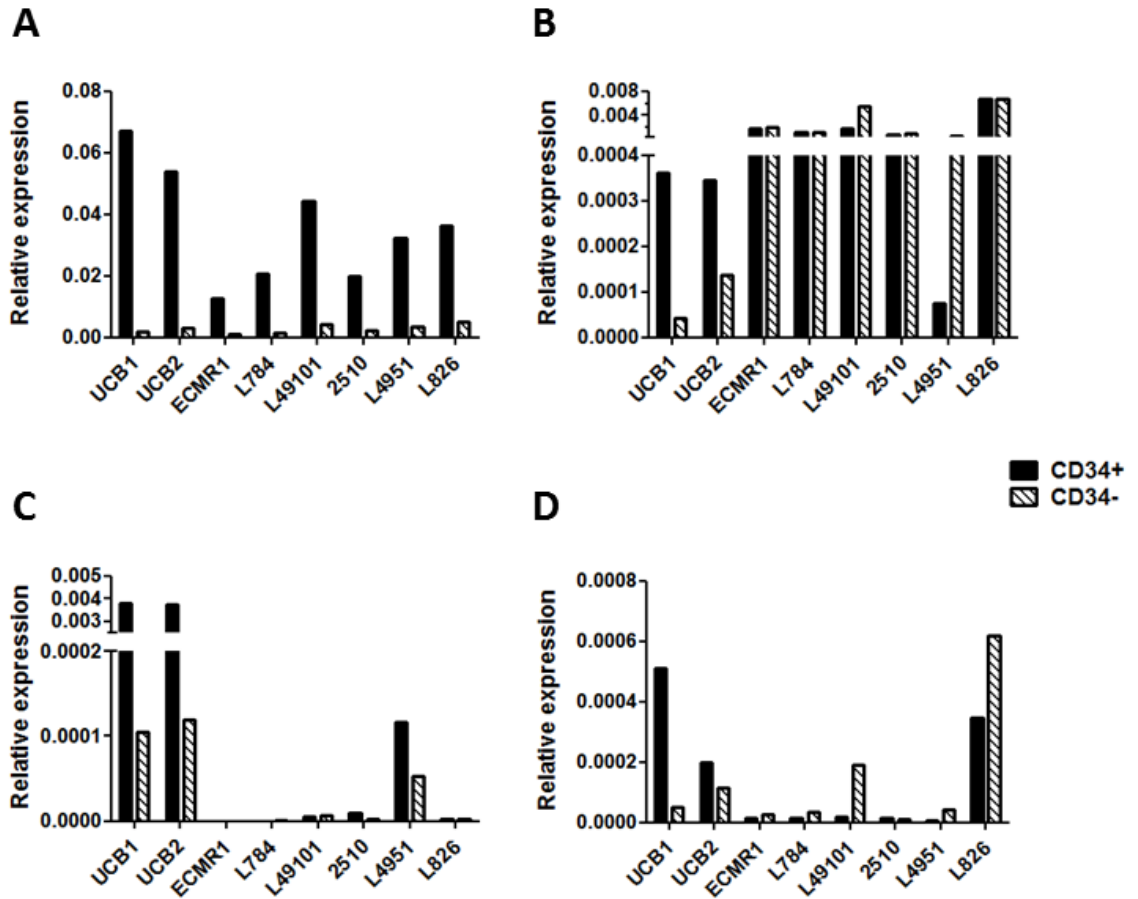 A
Relative expression
0.08
0.06
0.04
0.02
0.00
UCB1
UCB2
ECMR1
L784
L49101
2510
L4951
L826
B
Relative expression
0.008
0.004
0.0004
0.0003
0.0002
0.0001
0.0000
UCB1
UCB2
ECMR1
L784
L49101
2510
L4951
L826
CD34+
CD34-
C
Relative expression
0.005
0.004
0.003
0.0002
0.0001
0.0000
UCB1
UCB2
ECMR1
L784
L49101
2510
L4951
L826
D
Relative expression
0.0008
0.0006
0.0004
0.0002
0.0000
UCB1
UCB2
ECMR1
L784
L49101
2510
L4951
L826